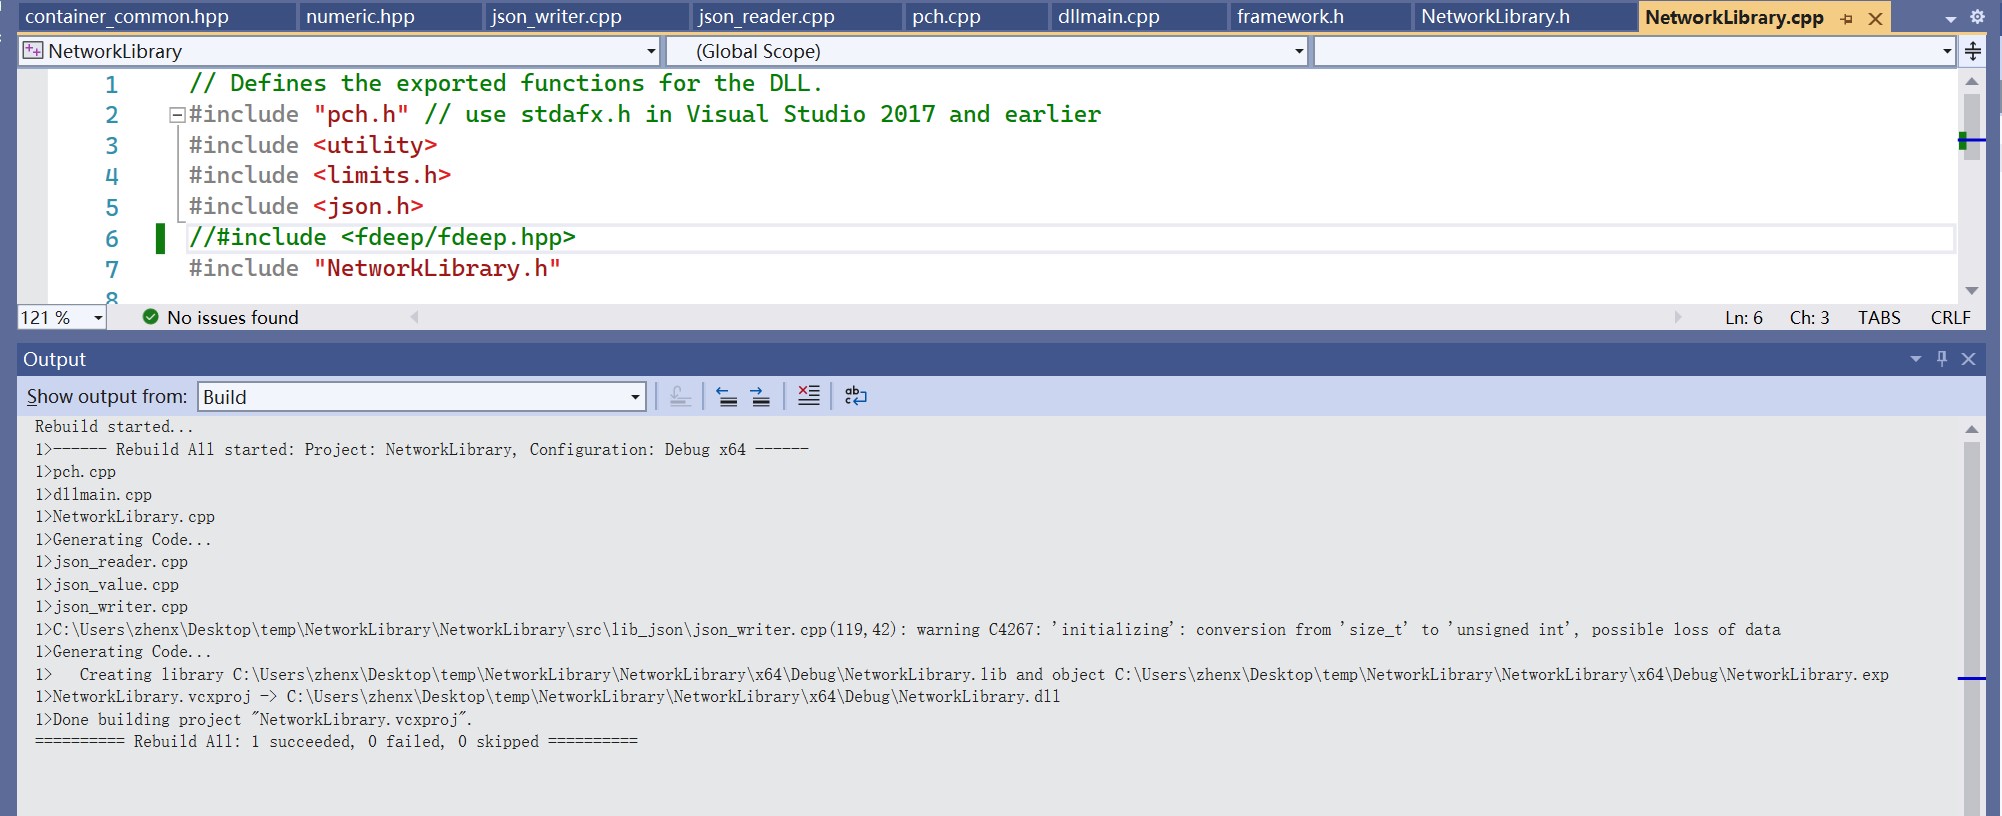 container_common.hpp numeric.hpp json_writer.cpp json_reader.cpp pch.cpp dllmain.cpp framework.h NetworkLibrary.h NetworkLibrary.cpp
NetworkLibrary (Global Scope)
1 // Defines the exported functions for the DLL.
2 #include "pch.h" // use stdafx.h in Visual Studio 2017 and earlier
3 #include <utility>
4 #include <limits.h>
5 #include <json.h>
6 //#include <fdeep/fdeep.hpp>
7 #include "NetworkLibrary.h"
8
121 % No issues found Ln: 6 Ch: 3 TABS CRLF
Output
Show output from: Build
Rebuild started...
1>------ Rebuild All started: Project: NetworkLibrary, Configuration: Debug x64 ------
1>pch.cpp
1>dllmain.cpp
1>NetworkLibrary.cpp
1>Generating Code...
1>json_reader.cpp
1>json_value.cpp
1>json_writer.cpp
1>C:\Users\zhenx\Desktop\temp\NetworkLibrary\NetworkLibrary\src\lib_json\json_writer.cpp(119,42): warning C4267: 'initializing': conversion from 'size_t' to 'unsigned int', possible loss of data
1>Generating Code...
1>   Creating library C:\Users\zhenx\Desktop\temp\NetworkLibrary\NetworkLibrary\x64\Debug\NetworkLibrary.lib and object C:\Users\zhenx\Desktop\temp\NetworkLibrary\NetworkLibrary\x64\Debug\NetworkLibrary.exp
1>NetworkLibrary.vcxproj -> C:\Users\zhenx\Desktop\temp\NetworkLibrary\NetworkLibrary\x64\Debug\NetworkLibrary.dll
1>Done building project "NetworkLibrary.vcxproj".
========== Rebuild All: 1 succeeded, 0 failed, 0 skipped ==========